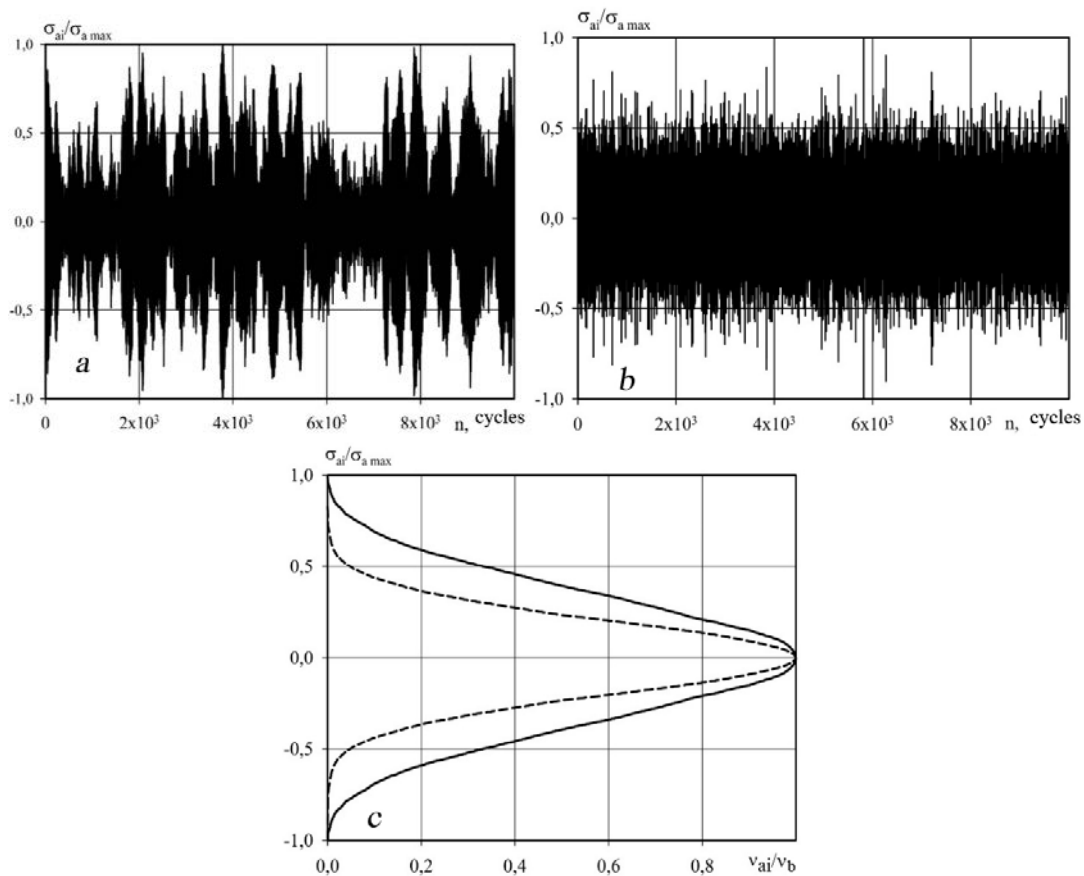 σai/σa max
1,0
0,5
0,0
-0,5
-1,0
a
0 2x10³ 4x10³ 6x10³ 8x10³ n, cycles
σai/σa max
1,0
0,5
0,0
-0,5
-1,0
b
0 2x10³ 4x10³ 6x10³ 8x10³ n, cycles
σai/σa max
1,0
0,5
0,0
-0,5
-1,0
c
0,0 0,2 0,4 0,6 0,8 νai/νb